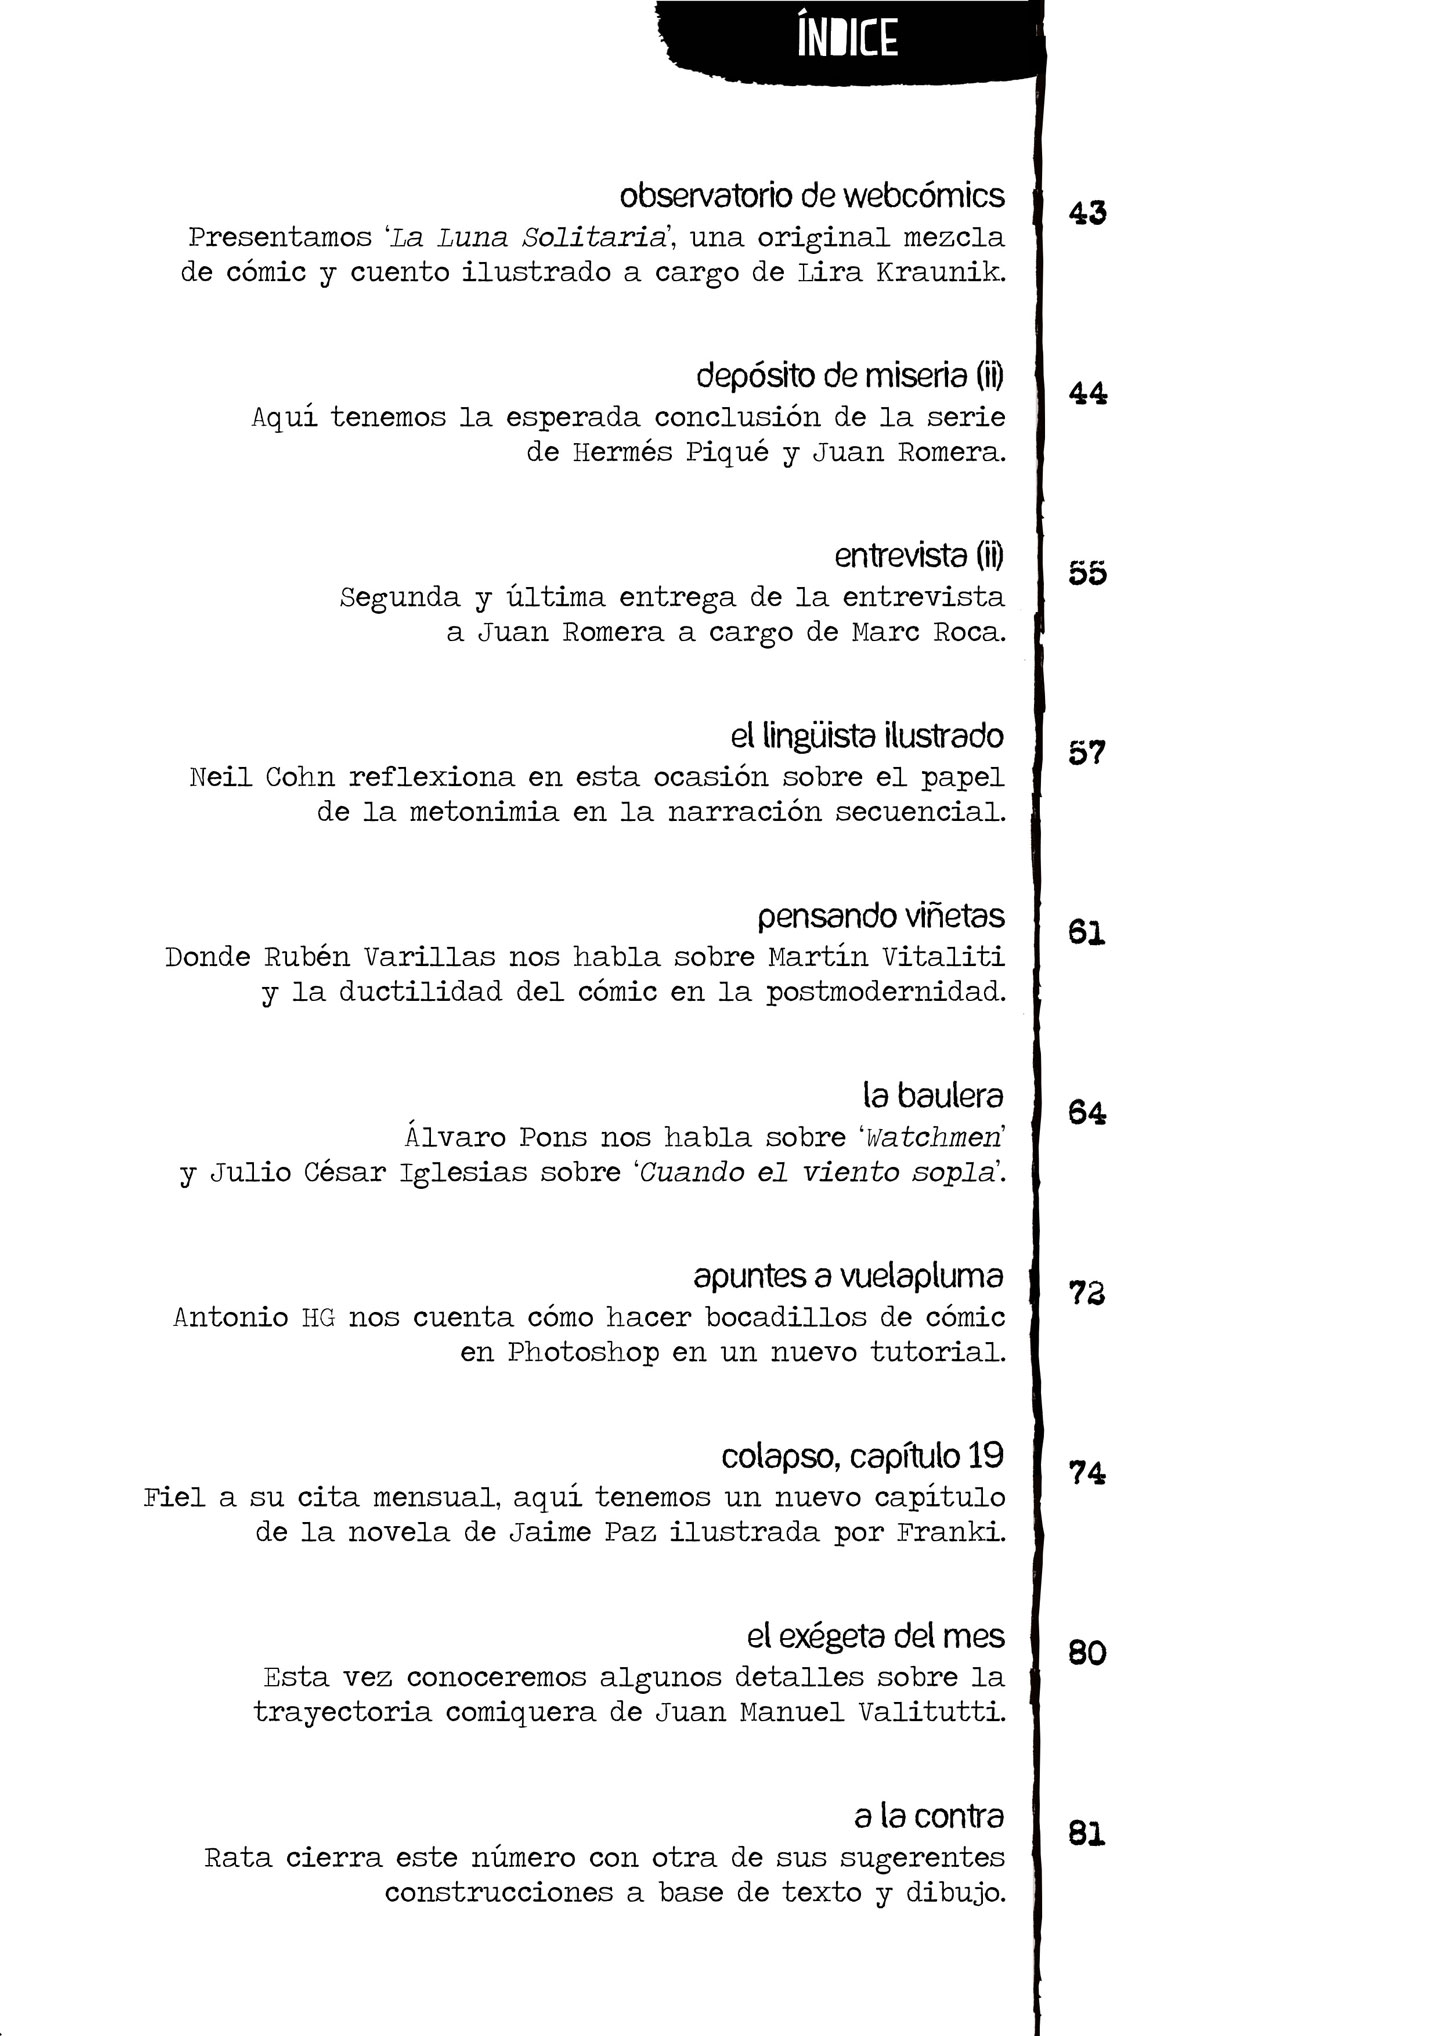 ÍNDICE
observatorio de webcómics
43
Presentamos ‘La Luna Solitaria’, una original mezcla
de cómic y cuento ilustrado a cargo de Lira Kraunik.
depósito de miseria (ii)
44
Aquí tenemos la esperada conclusión de la serie
de Hermés Piqué y Juan Romera.
entrevista (ii)
55
Segunda y última entrega de la entrevista
a Juan Romera a cargo de Marc Roca.
el lingüista ilustrado
57
Neil Cohn reflexiona en esta ocasión sobre el papel
de la metonimia en la narración secuencial.
pensando viñetas
61
Donde Rubén Varillas nos habla sobre Martín Vitaliti
y la ductilidad del cómic en la postmodernidad.
la baulera
64
Álvaro Pons nos habla sobre ‘Watchmen’
y Julio César Iglesias sobre ‘Cuando el viento sopla’.
apuntes a vuelapluma
72
Antonio HG nos cuenta cómo hacer bocadillos de cómic
en Photoshop en un nuevo tutorial.
colapso, capítulo 19
74
Fiel a su cita mensual, aquí tenemos un nuevo capítulo
de la novela de Jaime Paz ilustrada por Franki.
el exégeta del mes
80
Esta vez conoceremos algunos detalles sobre la
trayectoria comiquera de Juan Manuel Valitutti.
a la contra
81
Rata cierra este número con otra de sus sugerentes
construcciones a base de texto y dibujo.